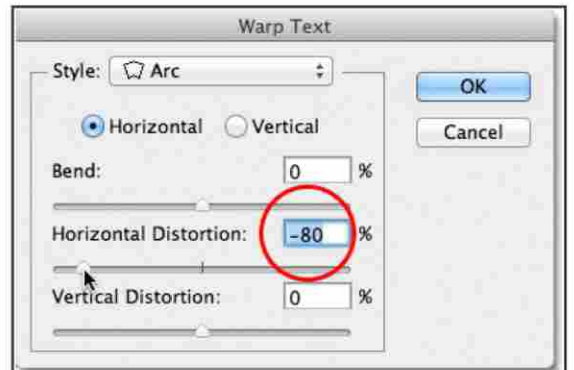 Warp Text
Style: Arc
OK
Horizontal Vertical
Cancel
Bend: 0 %
Horizontal Distortion: -80 %
Vertical Distortion: 0 %